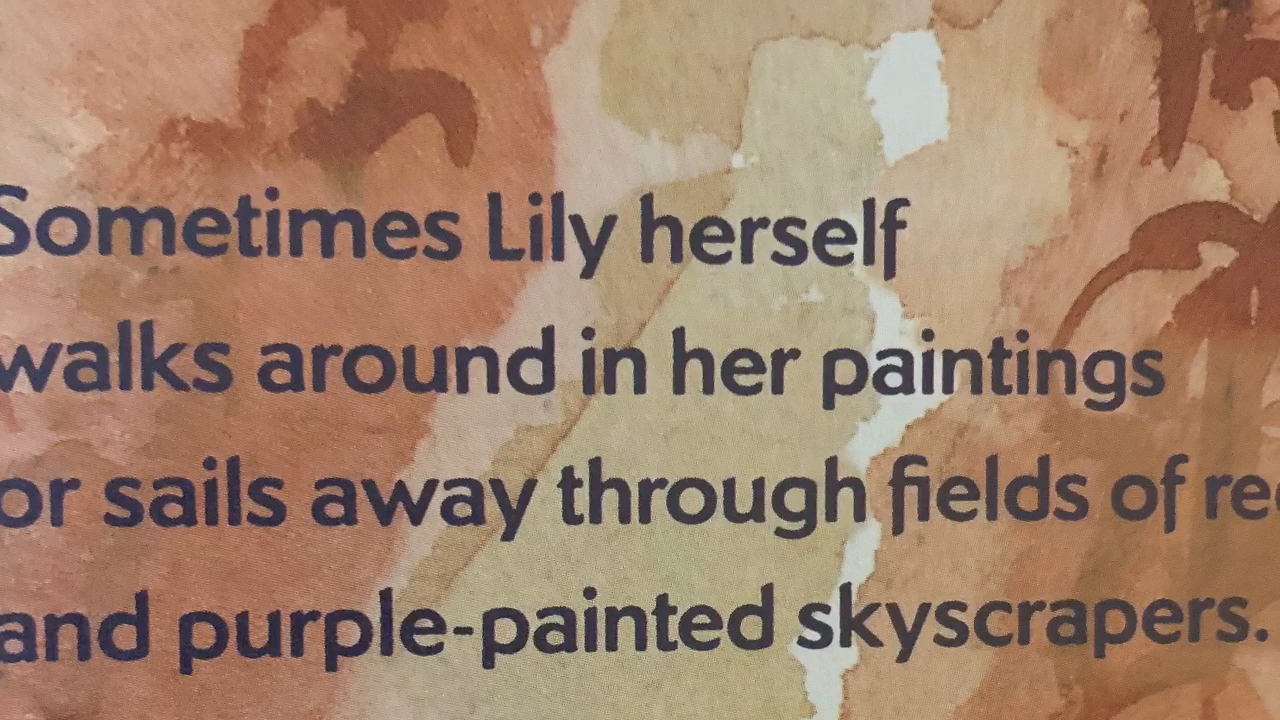 Sometimes Lily herself
walks around in her paintings
or sails away through fields of
and purple-painted skyscrapers.